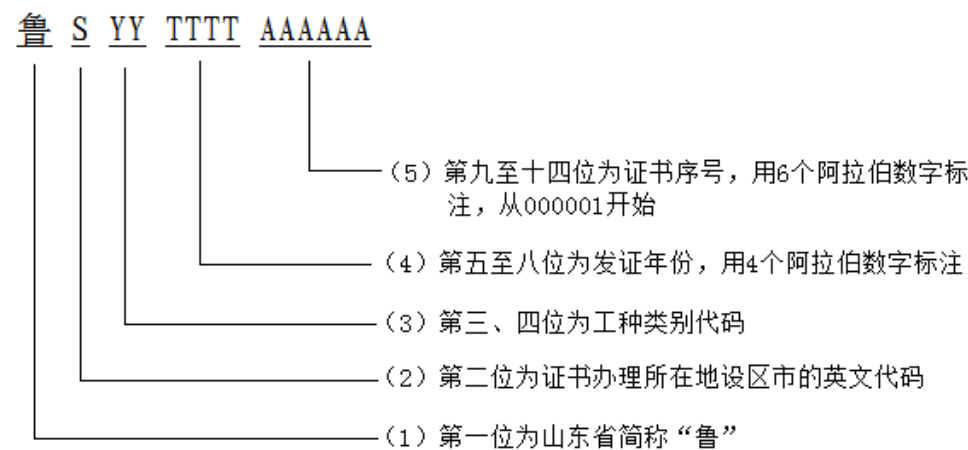 鲁 S YY TTTT AAAAAA
（5）第九至十四位为证书序号，用6个阿拉伯数字标
注，从000001开始
（4）第五至八位为发证年份，用4个阿拉伯数字标注
（3）第三、四位为工种类别代码
（2）第二位为证书办理所在地设区市的英文代码
（1）第一位为山东省简称“鲁”